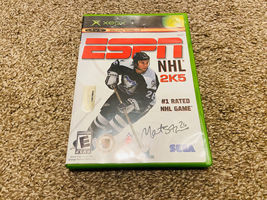 XBOX
ESPN
NHL
2K5
#1 RATED
NHL GAME
SEGA
E